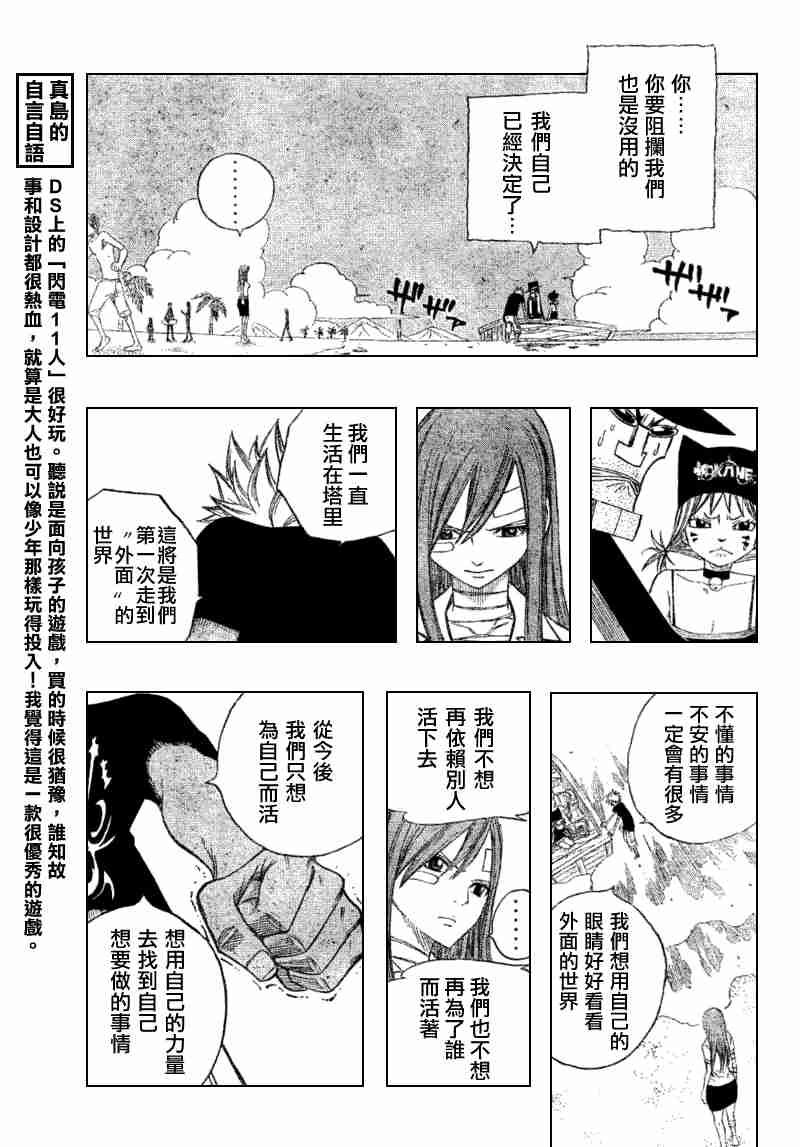 你……
你要阻攔我們
也是沒用的
我們自己
已經決定了…
……
ザザザ…
ザザザ…
HOKANE
我們一直
生活在塔里
這將是我們
第一次走到
〝外面〞的
世界
不懂的事情
不安的事情
一定會有很多
我們想用自己的
眼睛好好看看
外面的世界
我們不想
再依賴別人
活下去
……
我們也不想
再為了誰
而活著
從今後
我們只想
為自己而活
想用自己的力量
去找到自己
想要做的事情
真島的
自言自語
DS上的「閃電11人」很好玩。聽說是面向孩子的遊戲，買的時候很猶豫，誰知故
事和設計都很熱血，就算是大人也可以像少年那樣玩得投入！我覺得這是一款很優秀的遊戲。